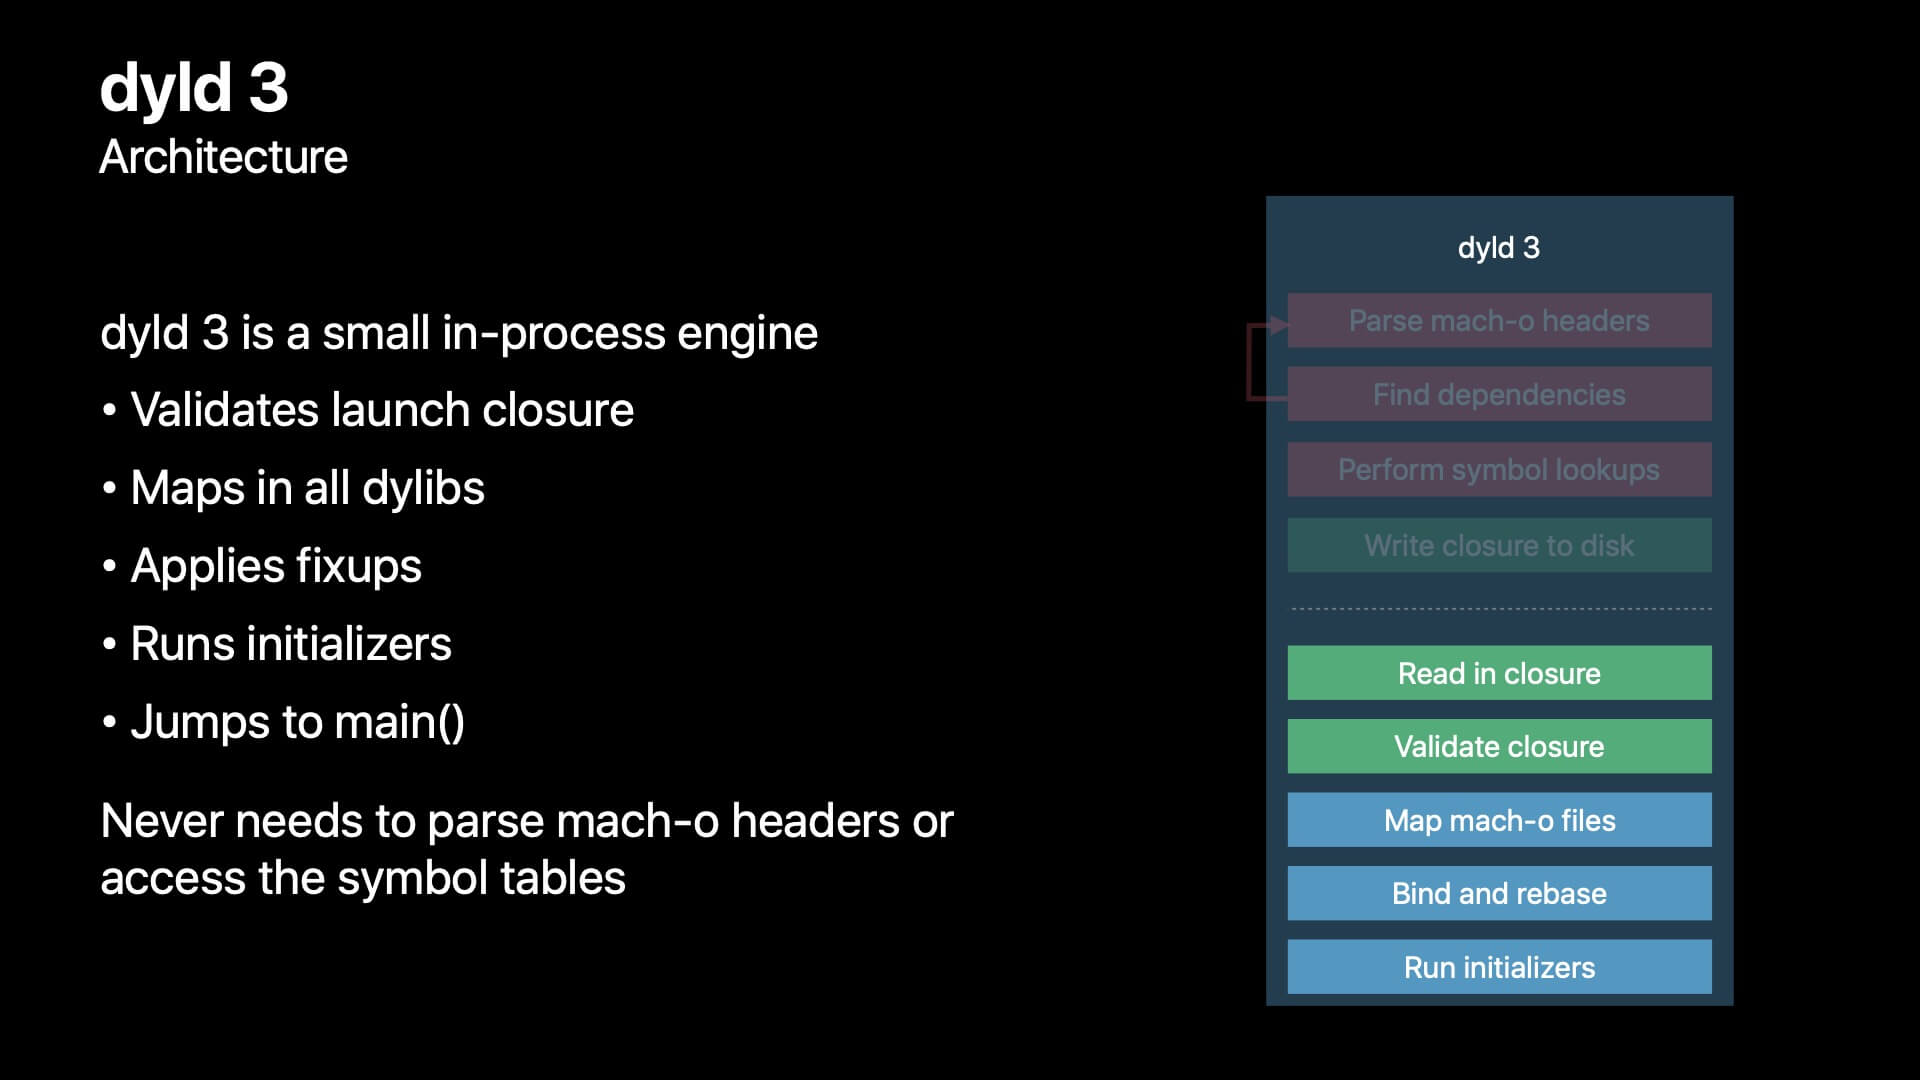 dyld 3
Architecture
dyld 3 is a small in-process engine
• Validates launch closure
• Maps in all dylibs
• Applies fixups
• Runs initializers
• Jumps to main()
Never needs to parse mach-o headers or
access the symbol tables
dyld 3
Parse mach-o headers
Find dependencies
Perform symbol lookups
Write closure to disk
Read in closure
Validate closure
Map mach-o files
Bind and rebase
Run initializers